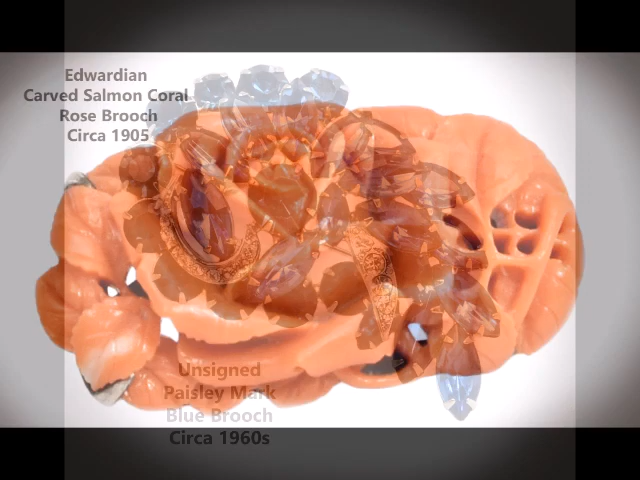 Edwardian
Carved Salmon Coral
Rose Brooch
Circa 1905
Unsigned
Paisley Mark
Blue Brooch
Circa 1960s